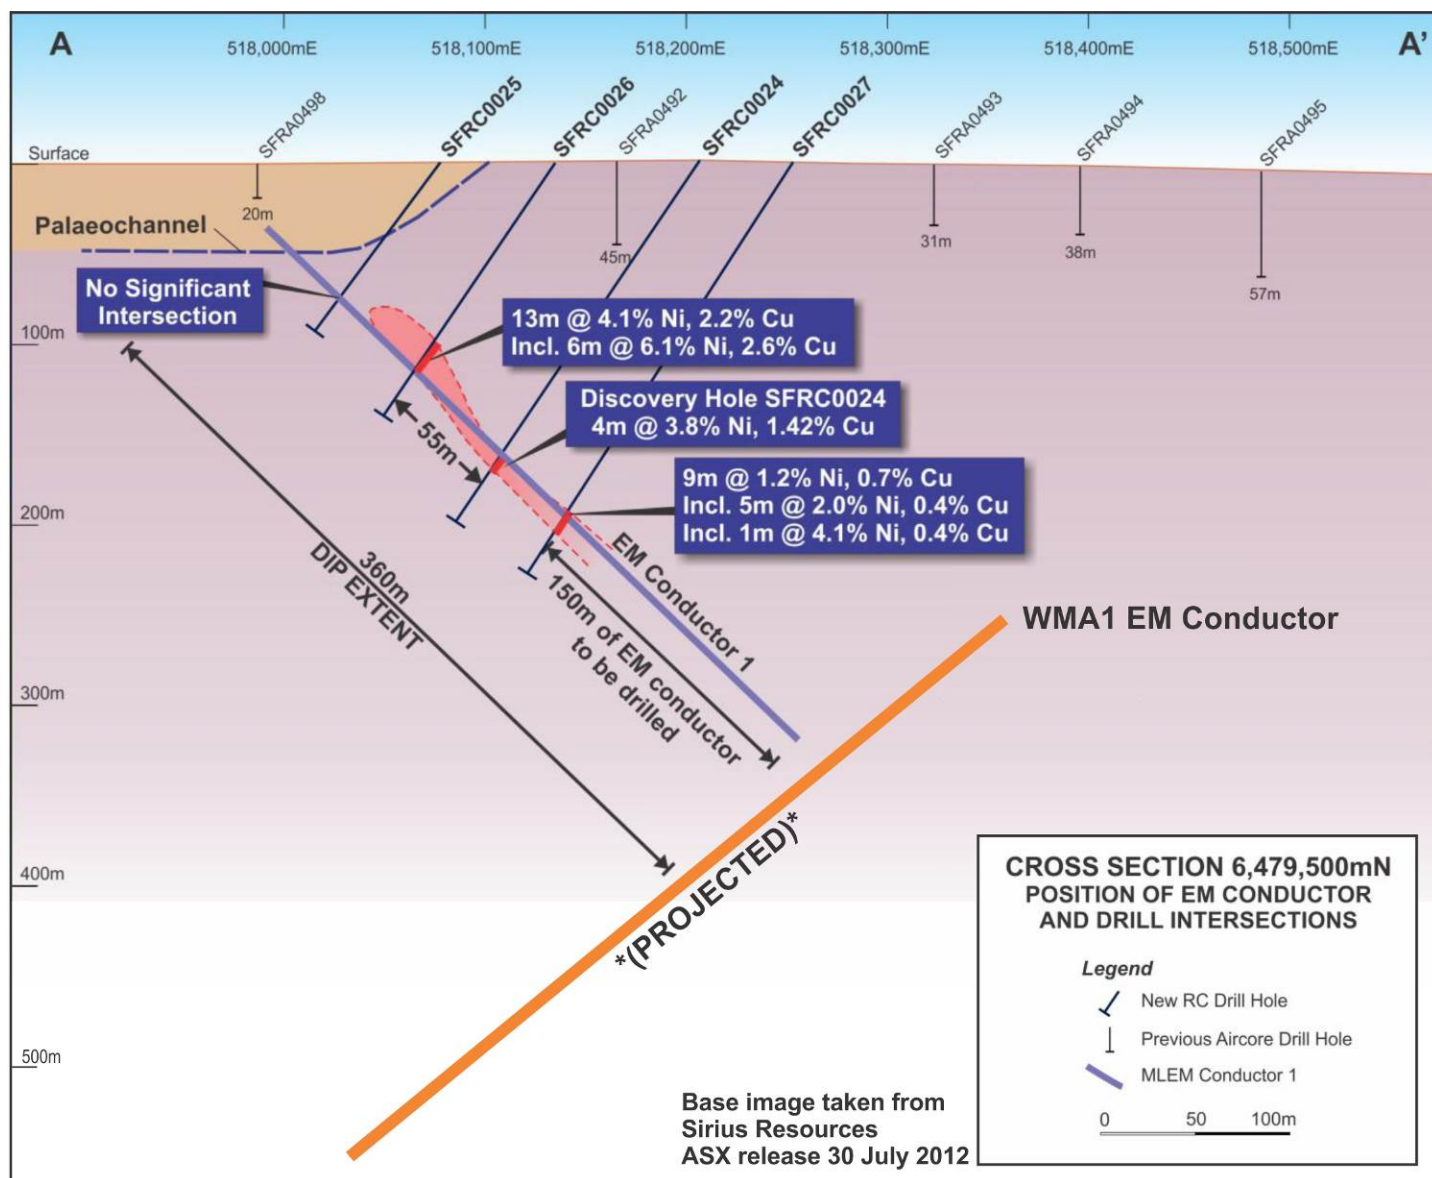 A
A'
518,000mE
518,100mE
518,200mE
518,300mE
518,400mE
518,500mE
SFRA0498
SFRC0025
SFRC0026
SFRA0492
SFRC0024
SFRC0027
SFRA0493
SFRA0494
SFRA0495
Surface
20m
45m
31m
38m
57m
Palaeochannel
No Significant
Intersection
13m @ 4.1% Ni, 2.2% Cu
Incl. 6m @ 6.1% Ni, 2.6% Cu
100m
Discovery Hole SFRC0024
4m @ 3.8% Ni, 1.42% Cu
55m
9m @ 1.2% Ni, 0.7% Cu
Incl. 5m @ 2.0% Ni, 0.4% Cu
Incl. 1m @ 4.1% Ni, 0.4% Cu
200m
360m
DIP EXTENT
EM Conductor 1
150m of EM conductor
to be drilled
WMA1 EM Conductor
300m
*(PROJECTED)*
400m
500m
CROSS SECTION 6,479,500mN
POSITION OF EM CONDUCTOR
AND DRILL INTERSECTIONS
Legend
New RC Drill Hole
Previous Aircore Drill Hole
MLEM Conductor 1
0 50 100m
Base image taken from
Sirius Resources
ASX release 30 July 2012